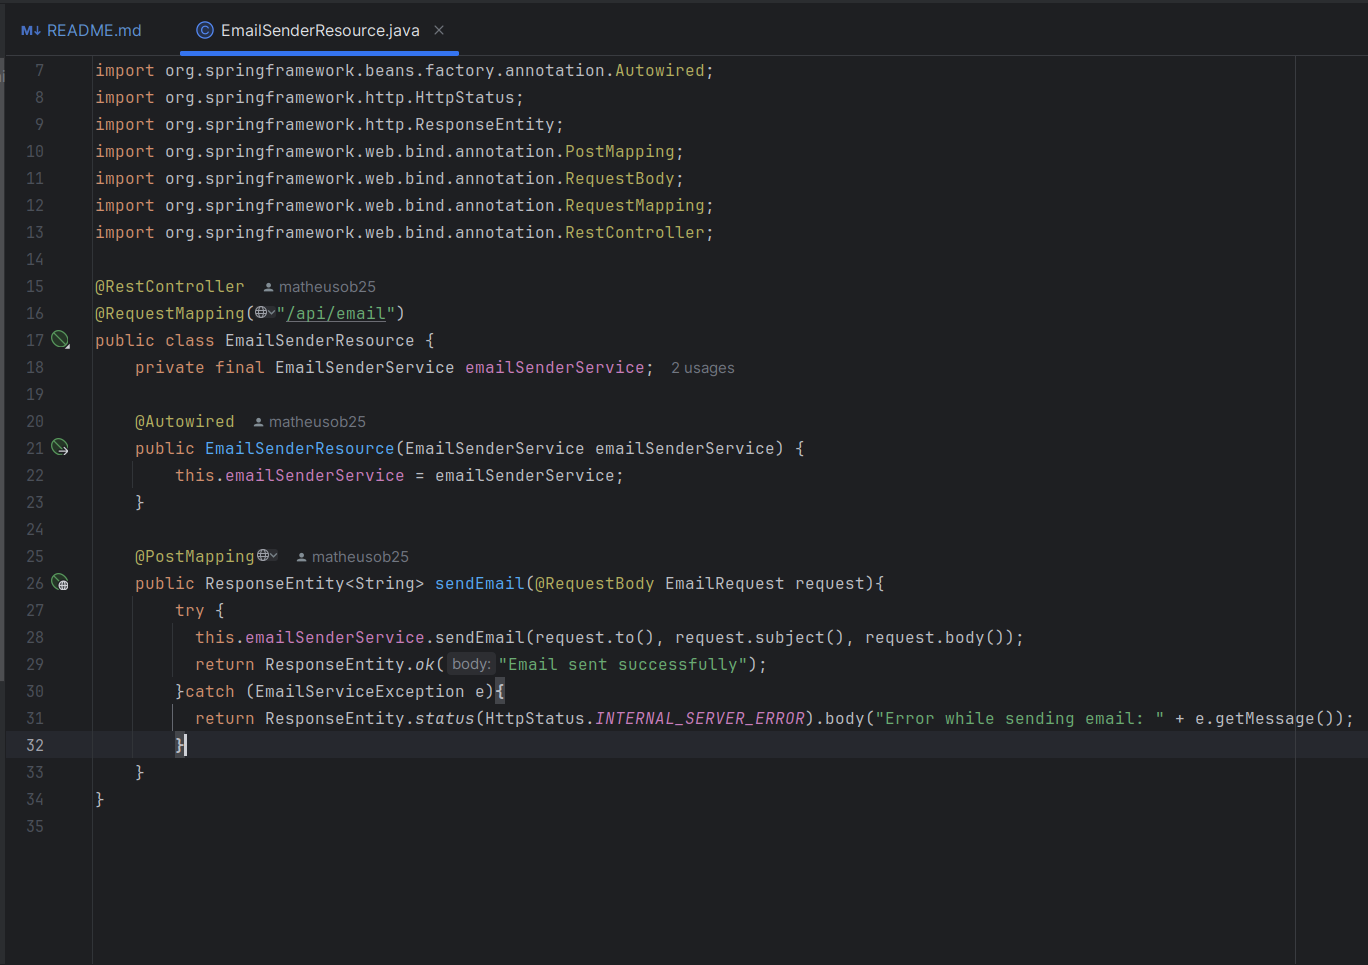 M↓ README.md
© EmailSenderResource.java ×
7 import org.springframework.beans.factory.annotation.Autowired;
8 import org.springframework.http.HttpStatus;
9 import org.springframework.http.ResponseEntity;
10 import org.springframework.web.bind.annotation.PostMapping;
11 import org.springframework.web.bind.annotation.RequestBody;
12 import org.springframework.web.bind.annotation.RequestMapping;
13 import org.springframework.web.bind.annotation.RestController;
14
15 @RestController matheusob25
16 @RequestMapping("/api/email")
17 public class EmailSenderResource {
18 private final EmailSenderService emailSenderService; 2 usages
19
20 @Autowired matheusob25
21 public EmailSenderResource(EmailSenderService emailSenderService) {
22 this.emailSenderService = emailSenderService;
23 }
24
25 @PostMapping matheusob25
26 public ResponseEntity<String> sendEmail(@RequestBody EmailRequest request){
27 try {
28 this.emailSenderService.sendEmail(request.to(), request.subject(), request.body());
29 return ResponseEntity.ok( body: "Email sent successfully");
30 }catch (EmailServiceException e){
31 return ResponseEntity.status(HttpStatus.INTERNAL_SERVER_ERROR).body("Error while sending email: " + e.getMessage());
32 }
33 }
34 }
35